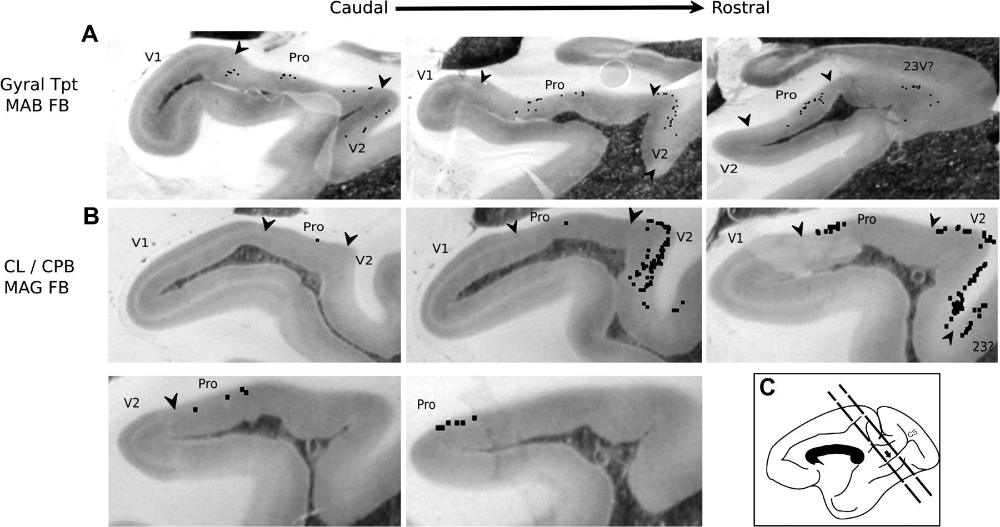 Caudal Rostral
A
Gyral Tpt
MAB FB
V1 Pro V2
V1 Pro V2
Pro 23V? V2
B
CL / CPB
MAG FB
V1 Pro V2
Pro V1 V2
V1 Pro V2 23?
V2 Pro
Pro
C
CS